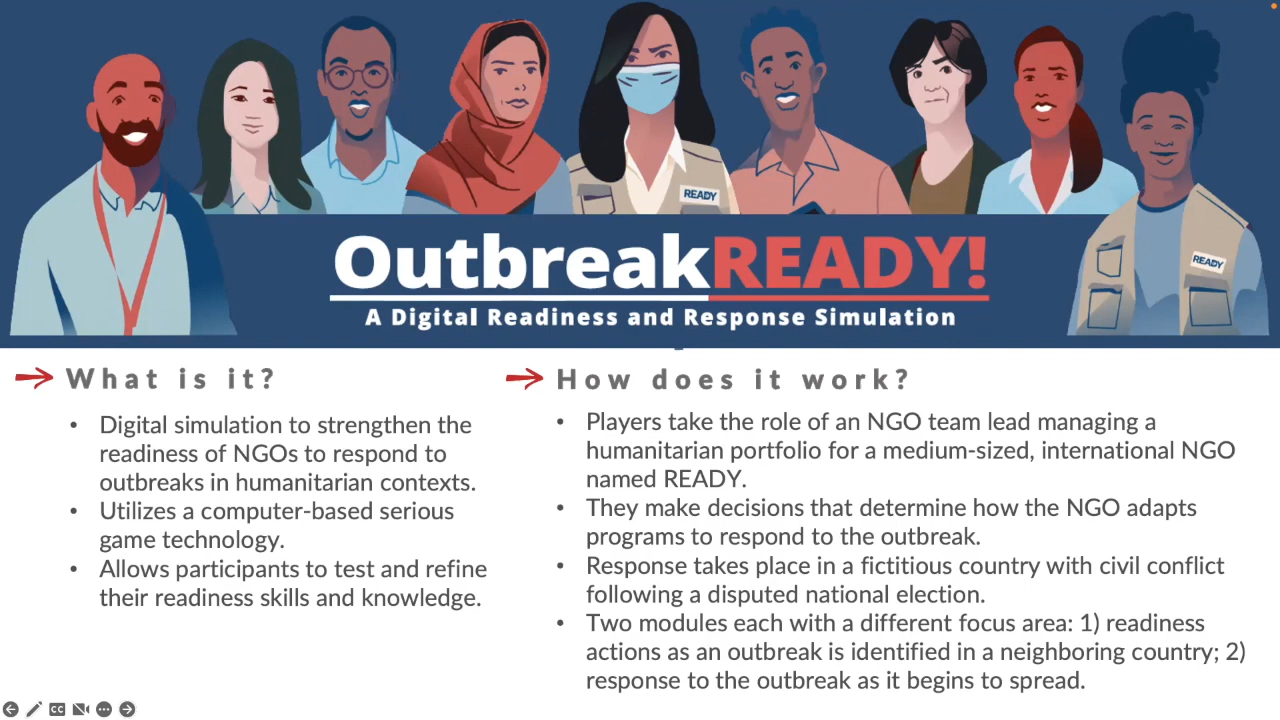 READY
READY
OutbreakREADY!
A Digital Readiness and Response Simulation
What is it?
• Digital simulation to strengthen the
readiness of NGOs to respond to
outbreaks in humanitarian contexts.
• Utilizes a computer-based serious
game technology.
• Allows participants to test and refine
their readiness skills and knowledge.
How does it work?
• Players take the role of an NGO team lead managing a
humanitarian portfolio for a medium-sized, international NGO
named READY.
• They make decisions that determine how the NGO adapts
programs to respond to the outbreak.
• Response takes place in a fictitious country with civil conflict
following a disputed national election.
• Two modules each with a different focus area: 1) readiness
actions as an outbreak is identified in a neighboring country; 2)
response to the outbreak as it begins to spread.
CC